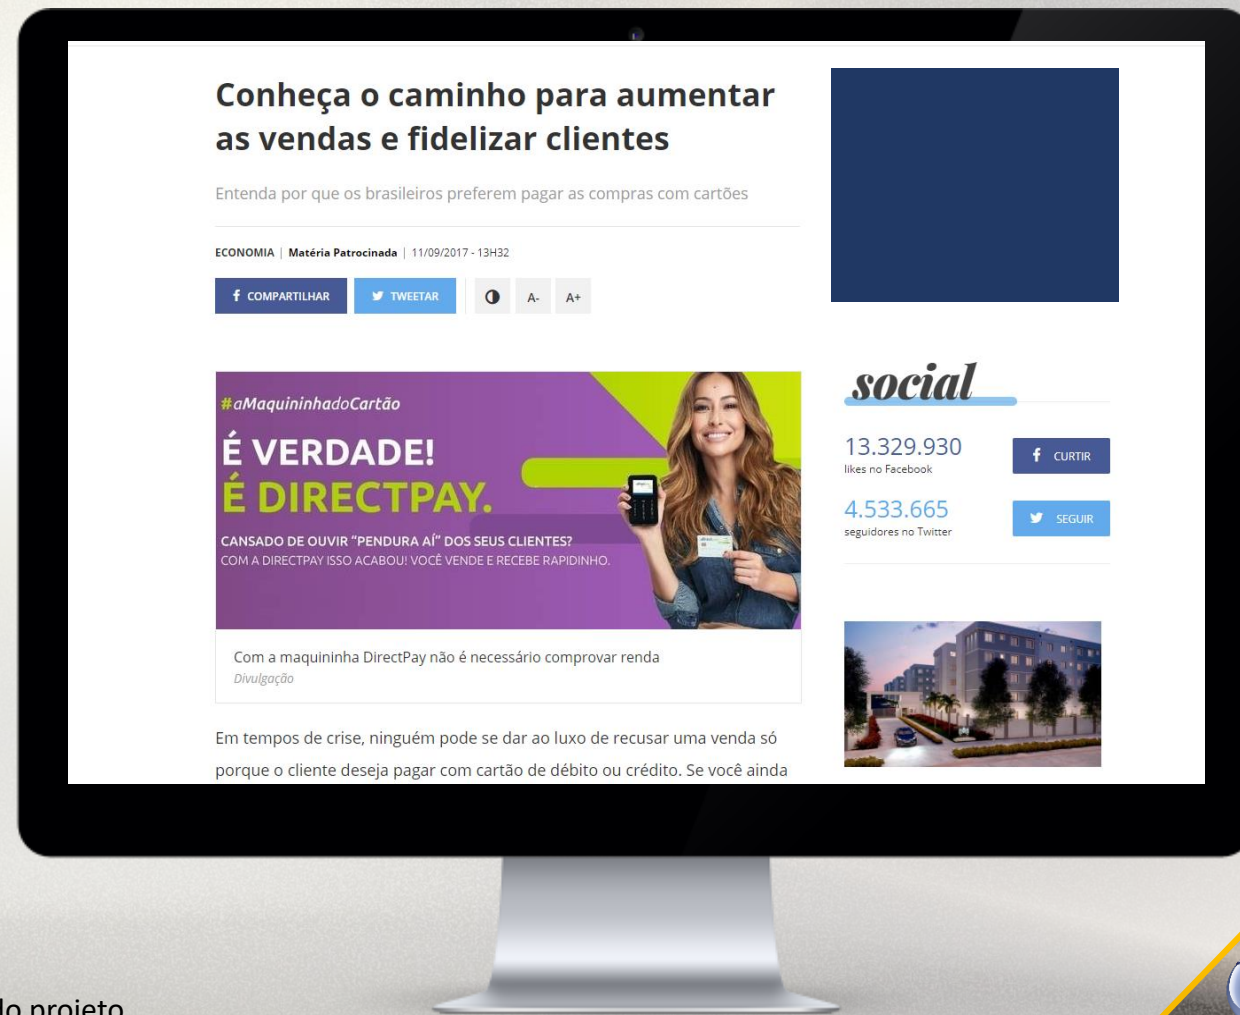 Conheça o caminho para aumentar
as vendas e fidelizar clientes
Entenda por que os brasileiros preferem pagar as compras com cartões
ECONOMIA | Matéria Patrocinada | 11/09/2017 - 13H32
f COMPARTILHAR
TWEETAR
A-
A+
#aMaquininhadoCartão
É VERDADE!
É DIRECTPAY.
CANSADO DE OUVIR “PENDURA AÍ” DOS SEUS CLIENTES?
COM A DIRECTPAY ISSO ACABOU! VOCÊ VENDE E RECEBE RAPIDINHO.
Com a maquininha DirectPay não é necessário comprovar renda
Divulgação
Em tempos de crise, ninguém pode se dar ao luxo de recusar uma venda só
porque o cliente deseja pagar com cartão de débito ou crédito. Se você ainda
social
13.329.930
likes no Facebook
f CURTIR
4.533.665
seguidores no Twitter
SEGUIR
do projeto